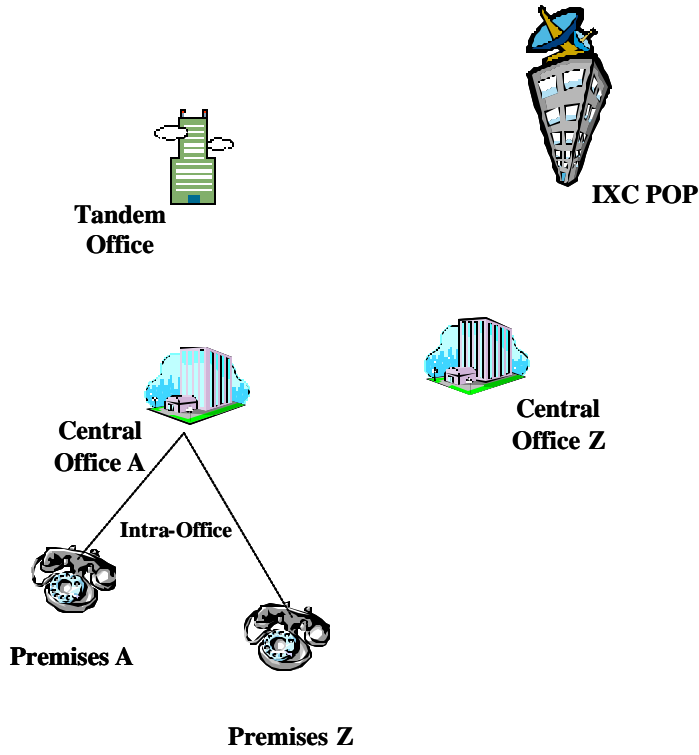 IXC POP
Tandem
Office
Central
Office Z
Central
Office A
Intra-Office
Premises A
Premises Z